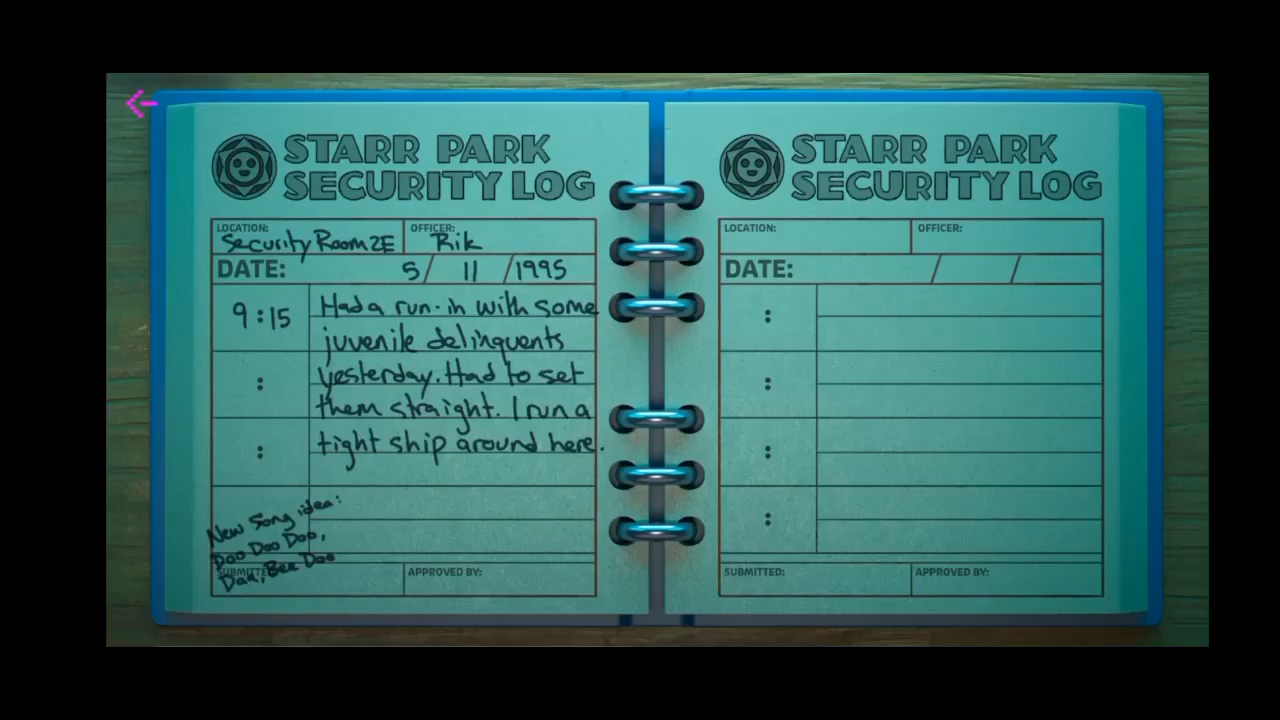 STARR PARK
SECURITY LOG
LOCATION: Security Room 2E
OFFICER: Rik
DATE: 5/11/1995
9:15
Had a run-in with some
juvenile delinquents
yesterday. Had to set
them straight. I run a
tight ship around here.
:
:
New Song idea:
Doo Doo Doo,
Daa, Bee Doo
SUBMITTED:
APPROVED BY:
STARR PARK
SECURITY LOG
LOCATION:
OFFICER:
DATE: / /
:
:
:
:
SUBMITTED:
APPROVED BY: